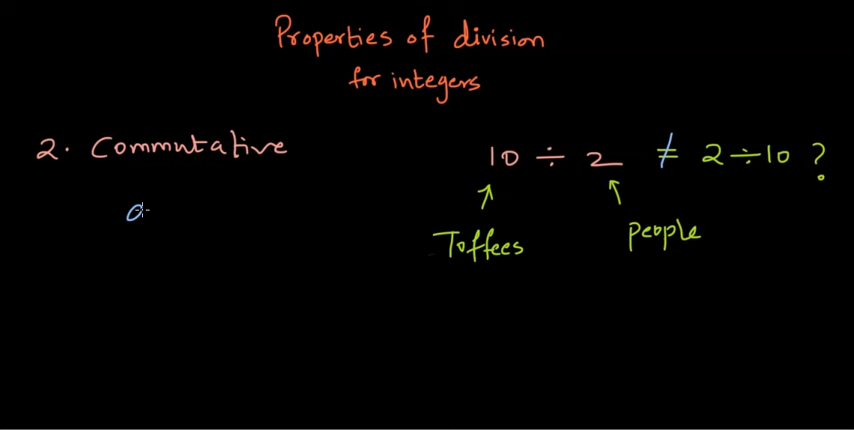 Properties of division
for integers
2. Commutative
10 ÷ 2 ≠ 2 ÷ 10 ?
Toffees
people